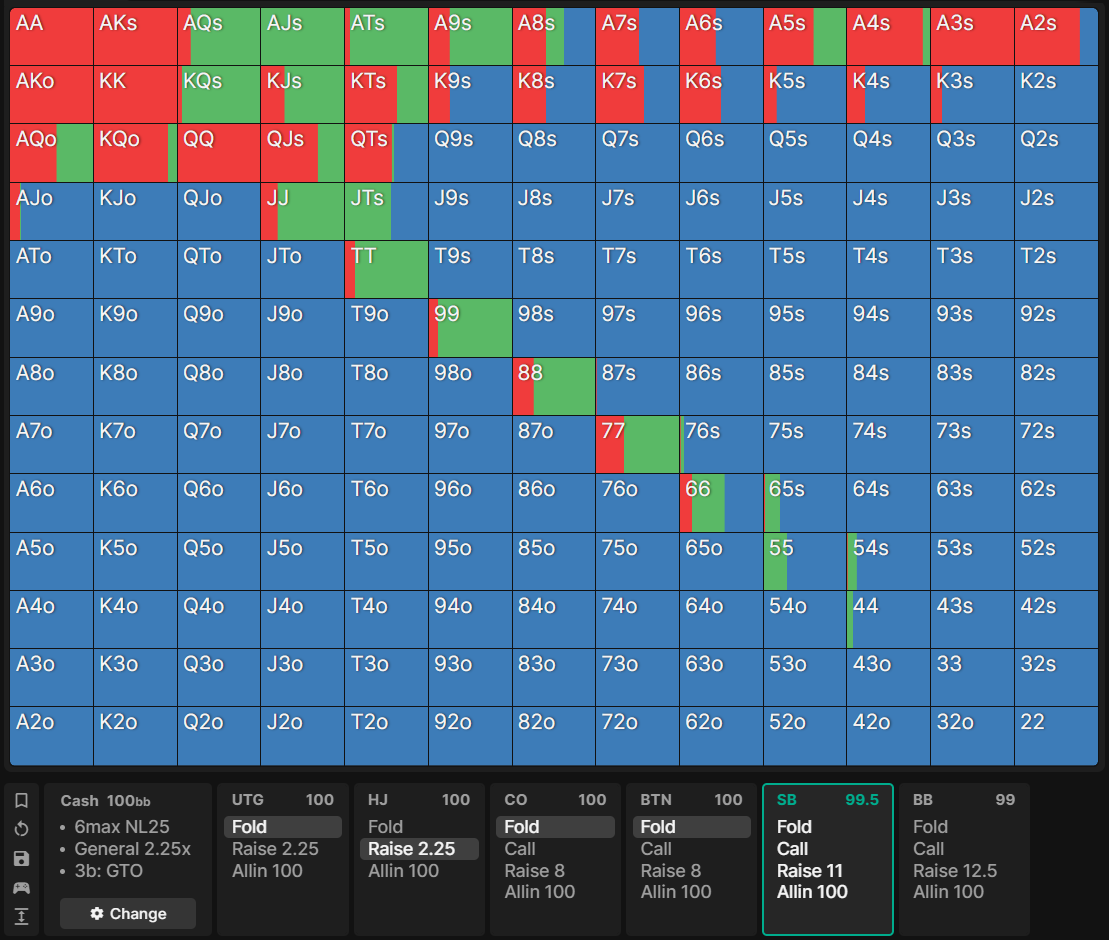 AA AKs AQs AJs ATs A9s A8s A7s A6s A5s A4s A3s A2s
AKo KK KQs KJs KTs K9s K8s K7s K6s K5s K4s K3s K2s
AQo KQo QQ QJs QTs Q9s Q8s Q7s Q6s Q5s Q4s Q3s Q2s
AJo KJo QJo JJ JTs J9s J8s J7s J6s J5s J4s J3s J2s
ATo KTo QTo JTo TT T9s T8s T7s T6s T5s T4s T3s T2s
A9o K9o Q9o J9o T9o 99 98s 97s 96s 95s 94s 93s 92s
A8o K8o Q8o J8o T8o 98o 88 87s 86s 85s 84s 83s 82s
A7o K7o Q7o J7o T7o 97o 87o 77 76s 75s 74s 73s 72s
A6o K6o Q6o J6o T6o 96o 86o 76o 66 65s 64s 63s 62s
A5o K5o Q5o J5o T5o 95o 85o 75o 65o 55 54s 53s 52s
A4o K4o Q4o J4o T4o 94o 84o 74o 64o 54o 44 43s 42s
A3o K3o Q3o J3o T3o 93o 83o 73o 63o 53o 43o 33 32s
A2o K2o Q2o J2o T2o 92o 82o 72o 62o 52o 42o 32o 22
Cash 100bb
• 6max NL25
• General 2.25x
• 3b: GTO
Change
UTG 100
Fold
Raise 2.25
Allin 100
HJ 100
Fold
Raise 2.25
Allin 100
CO 100
Fold
Call
Raise 8
Allin 100
BTN 100
Fold
Call
Raise 8
Allin 100
SB 99.5
Fold
Call
Raise 11
Allin 100
BB 99
Fold
Call
Raise 12.5
Allin 100